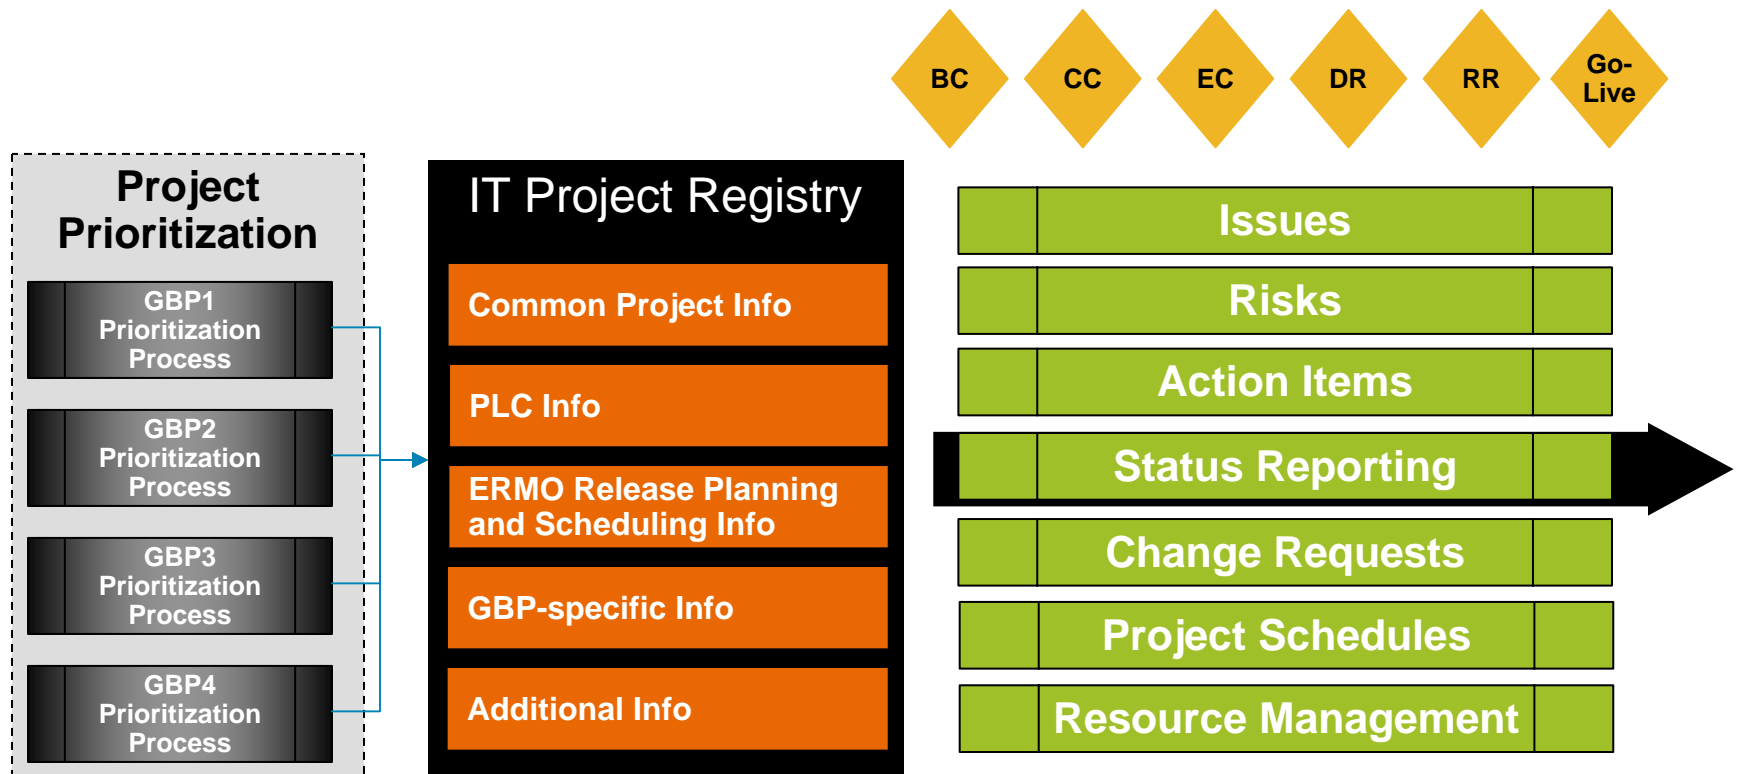 BC
CC
EC
DR
RR
Go-
Live
Project
Prioritization
GBP1
Prioritization
Process
GBP2
Prioritization
Process
GBP3
Prioritization
Process
GBP4
Prioritization
Process
IT Project Registry
Common Project Info
PLC Info
ERMO Release Planning
and Scheduling Info
GBP-specific Info
Additional Info
Issues
Risks
Action Items
Status Reporting
Change Requests
Project Schedules
Resource Management